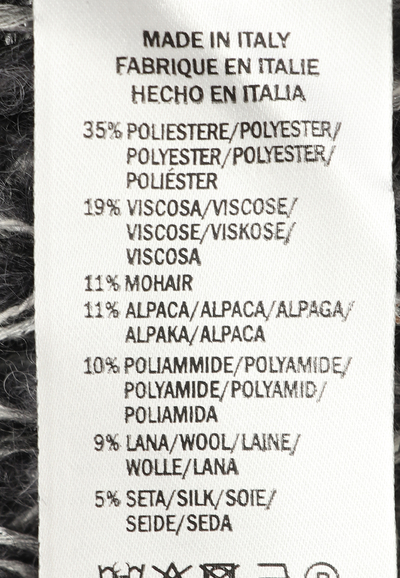 MADE IN ITALY
FABRIQUE EN ITALIE
HECHO EN ITALIA
35% POLIESTERE/POLYESTER/
POLYESTER/POLYESTER/
POLIÉSTER
19% VISCOSA/VISCOSE/
VISCOSE/VISKOSE/
VISCOSA
11% MOHAIR
11% ALPACA/ALPACA/ALPAGA/
ALPAKA/ALPACA
10% POLIAMMIDE/POLYAMIDE/
POLYAMIDE/POLYAMID/
POLIAMIDA
9% LANA/WOOL/LAINE/
WOLLE/LANA
5% SETA/SILK/SOIE/
SEIDE/SEDA